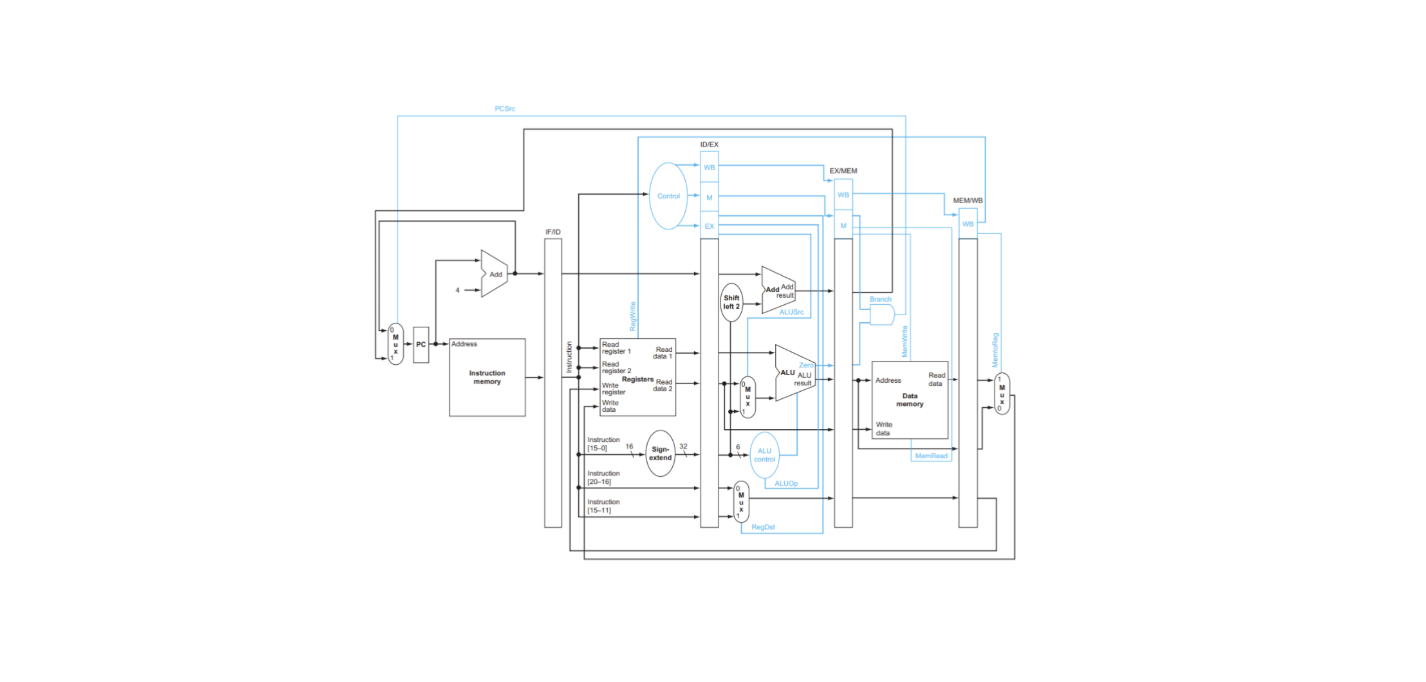 PCSrc
ID/EX
WB
EX/MEM
Control
M
WB
MEM/WB
EX
M
WB
IF/ID
Add
4
Shift
left 2
Add
Add
result
Branch
ALUSrc
RegWrite
MemWrite
MemtoReg
0
M
u
x
1
PC
Address
Instruction
memory
Instruction
Read
register 1
Read
register 2
Write
register
Write
data
Registers
Read
data 1
Read
data 2
0
M
u
x
1
Zero
ALU
ALU
result
Address
Read
data
Data
memory
Write
data
1
M
u
x
0
Instruction
[15–0]
16
Sign-
extend
32
6
ALU
control
MemRead
Instruction
[20–16]
ALUOp
Instruction
[15–11]
0
M
u
x
1
RegDst